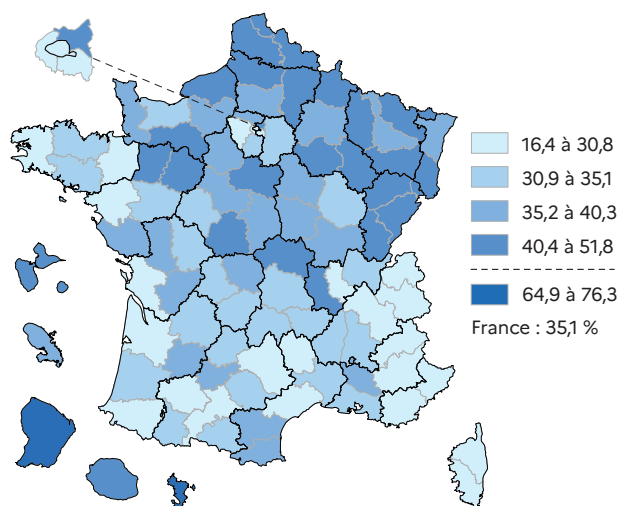 16,4 à 30,8
30,9 à 35,1
35,2 à 40,3
40,4 à 51,8
64,9 à 76,3
France : 35,1 %